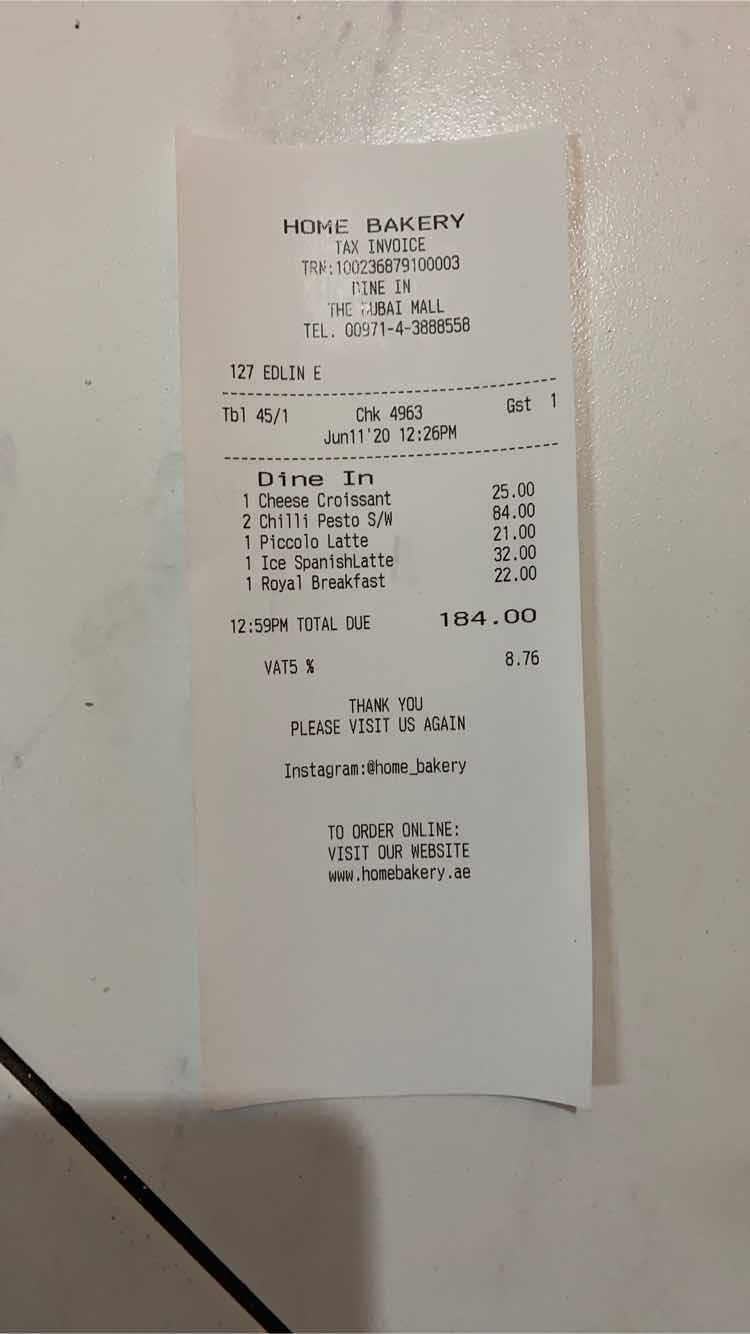 HOME BAKERY
TAX INVOICE
TRN:100236879100003
DINE IN
THE DUBAI MALL
TEL. 00971-4-3888558
127 EDLIN E
Tbl 45/1 Chk 4963 Gst 1
Jun11'20 12:26PM
Dine In
1 Cheese Croissant 25.00
2 Chilli Pesto S/W 84.00
1 Piccolo Latte 21.00
1 Ice SpanishLatte 32.00
1 Royal Breakfast 22.00
12:59PM TOTAL DUE 184.00
VAT5 % 8.76
THANK YOU
PLEASE VISIT US AGAIN
Instagram:@home_bakery
TO ORDER ONLINE:
VISIT OUR WEBSITE
www.homebakery.ae